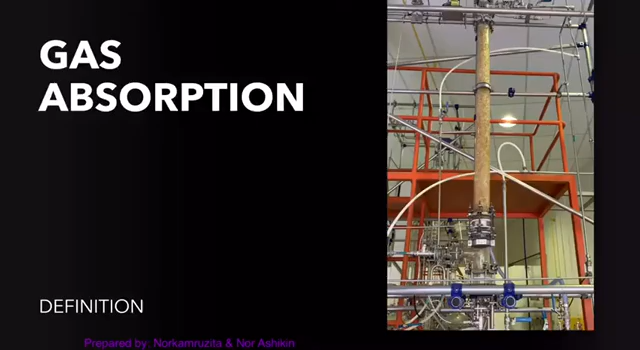 GAS
ABSORPTION
DEFINITION
Prepared by: Norkamruzita & Nor Ashikin